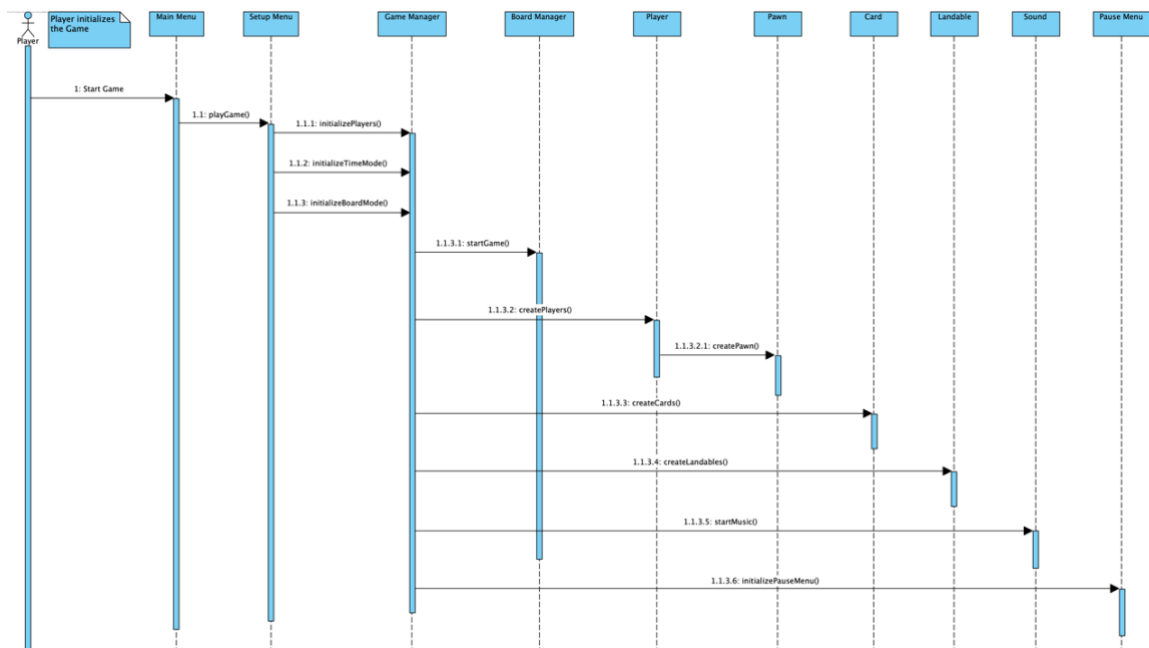 Player
Player initializes
the Game
Main Menu
Setup Menu
Game Manager
Board Manager
Player
Pawn
Card
Landable
Sound
Pause Menu
1: Start Game
1.1: playGame()
1.1.1: initializePlayers()
1.1.2: initializeTimeMode()
1.1.3: initializeBoardMode()
1.1.3.1: startGame()
1.1.3.2: createPlayers()
1.1.3.2.1: createPawn()
1.1.3.3: createCards()
1.1.3.4: createLandables()
1.1.3.5: startMusic()
1.1.3.6: initializePauseMenu()